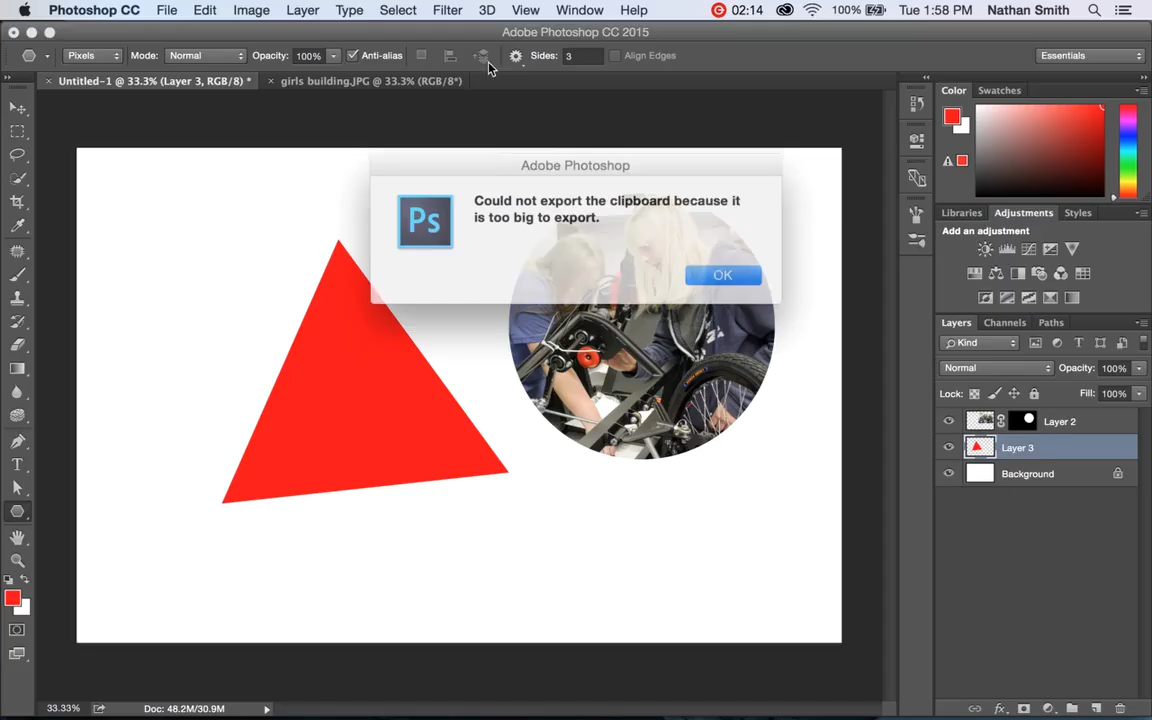 Photoshop CC File Edit Image Layer Type Select Filter 3D View Window Help 02:14 100% Tue 1:58 PM Nathan Smith
Adobe Photoshop CC 2015
Pixels Mode: Normal Opacity: 100% Anti-alias Sides: 3 Align Edges Essentials
× Untitled-1 @ 33.3% (Layer 3, RGB/8) * × girls building.JPG @ 33.3% (RGB/8*)
Color Swatches
Adobe Photoshop
Could not export the clipboard because it
is too big to export.
Ps
OK
Libraries Adjustments Styles
Add an adjustment
Layers Channels Paths
Kind
Normal Opacity: 100%
Lock: Fill: 100%
Layer 2
Layer 3
Background
33.33% Doc: 48.2M/30.9M